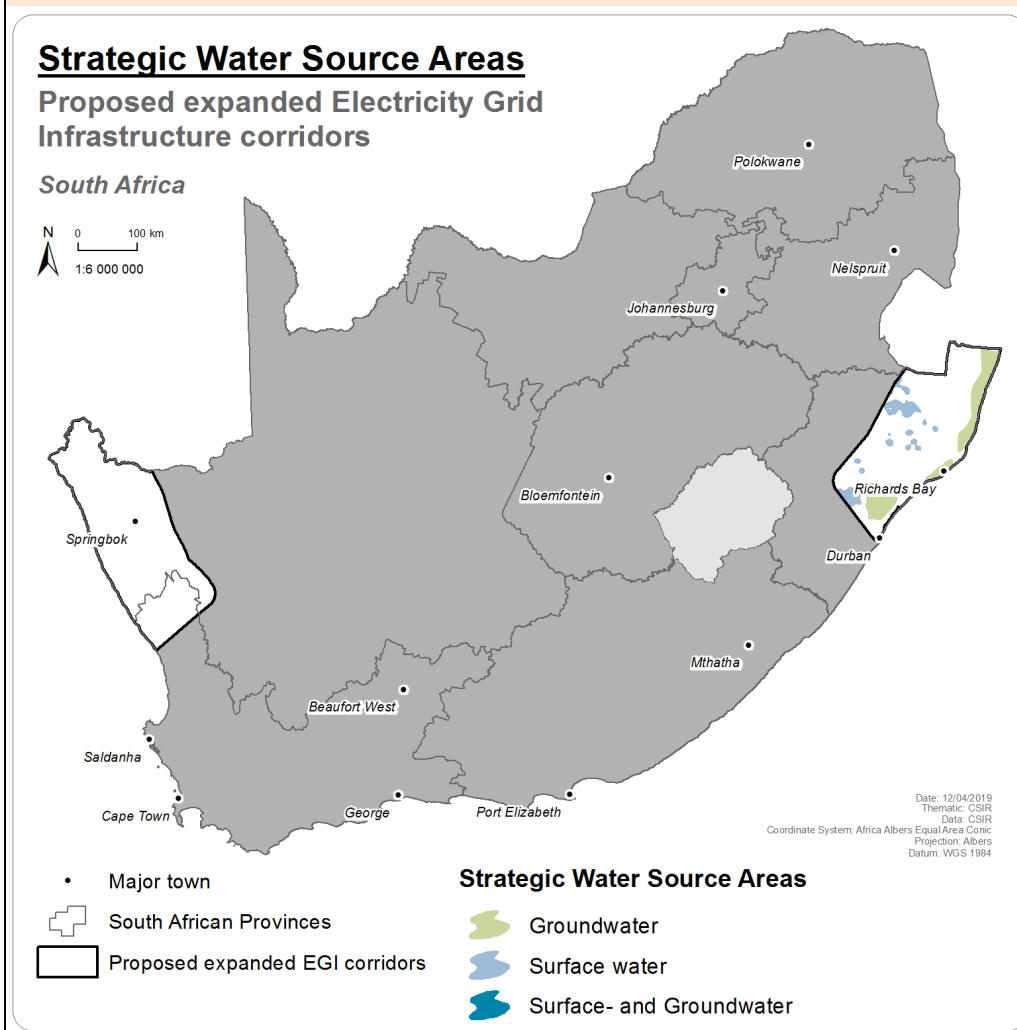 Strategic Water Source Areas
Proposed expanded Electricity Grid
Infrastructure corridors
South Africa
N
0 100 km
1:6 000 000
Polokwane
Nelspruit
Johannesburg
Bloemfontein
Richards Bay
Springbok
Durban
Mthatha
Beaufort West
Saldanha
Cape Town
George
Port Elizabeth
Date: 12/04/2019
Thematic: CSIR
Data: CSIR
Coordinate System: Africa Albers Equal Area Conic
Projection: Albers
Datum: WGS 1984
Major town
South African Provinces
Proposed expanded EGI corridors
Strategic Water Source Areas
Groundwater
Surface water
Surface- and Groundwater